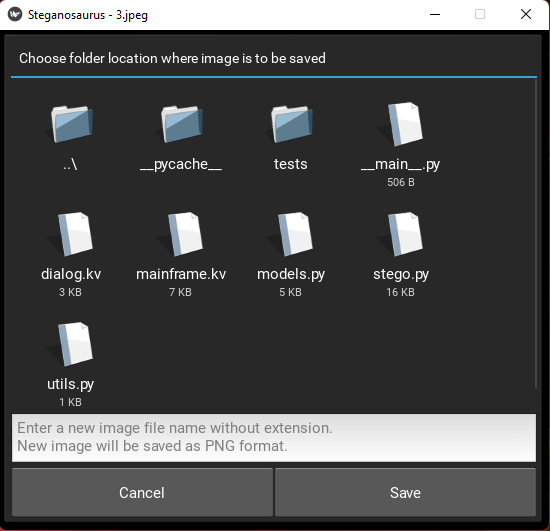 Steganosaurus - 3.jpeg
Choose folder location where image is to be saved
..\ __pycache__ tests __main__.py
506 B
dialog.kv mainframe.kv models.py stego.py
3 KB 7 KB 5 KB 16 KB
utils.py
1 KB
Enter a new image file name without extension.
New image will be saved as PNG format.
Cancel Save